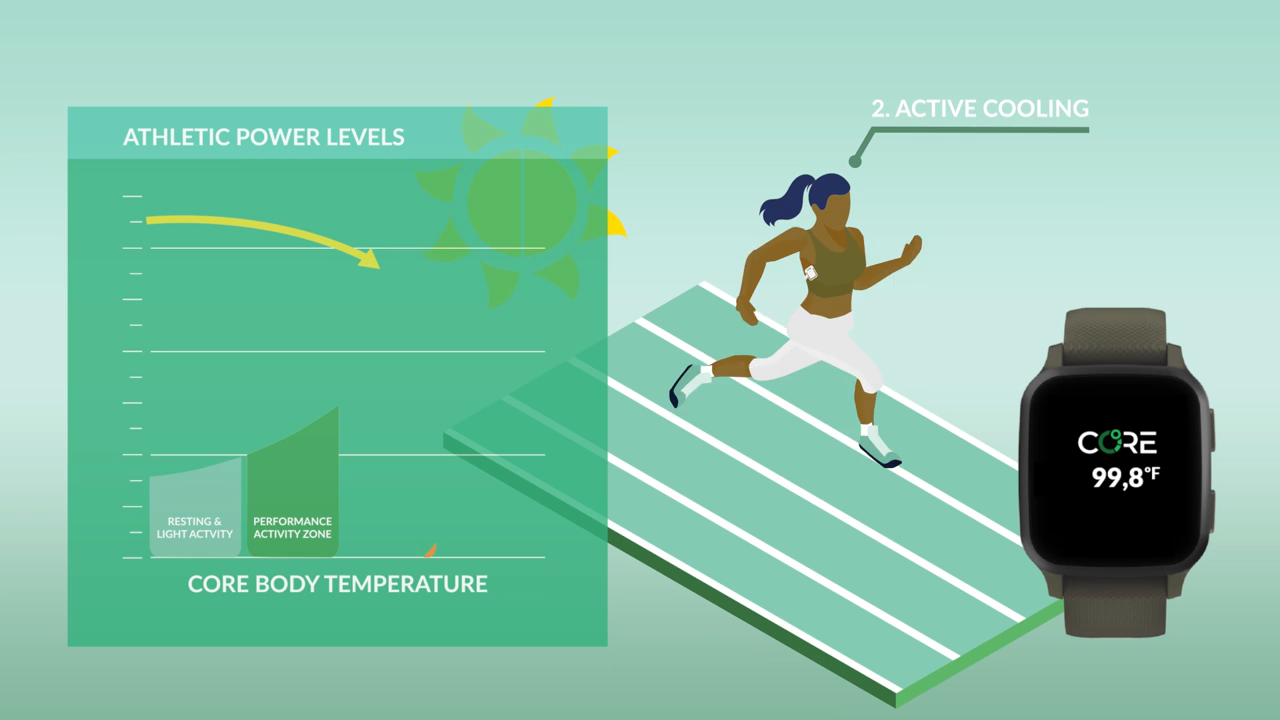 ATHLETIC POWER LEVELS
2. ACTIVE COOLING
RESTING &
LIGHT ACTVITY
PERFORMANCE
ACTIVITY ZONE
CORE BODY TEMPERATURE
CORE
99,8°F